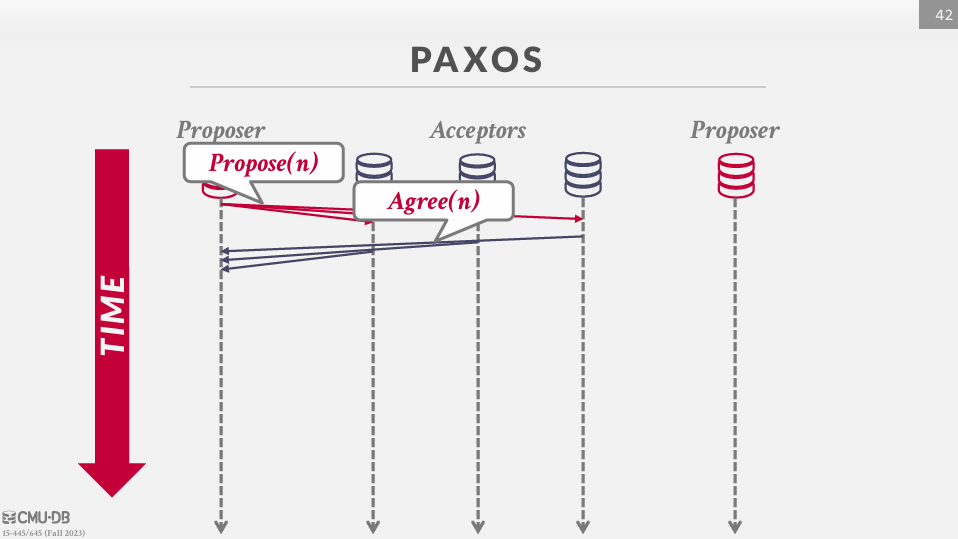 42
PAXOS
Proposer
Acceptors
Proposer
Propose(n)
Agree(n)
TIME
CMU-DB
15-445/645 (Fall 2023)